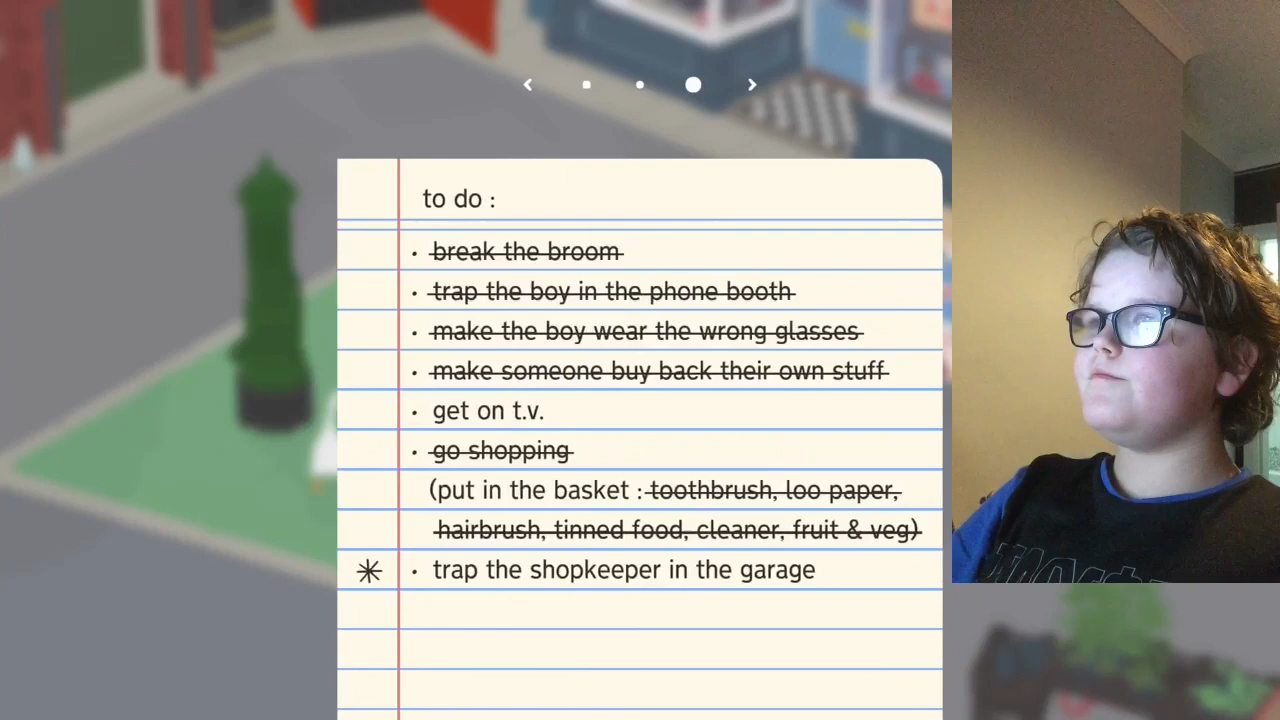 to do :
• break the broom
• trap the boy in the phone booth
• make the boy wear the wrong glasses
• make someone buy back their own stuff
• get on t.v.
• go shopping
(put in the basket : toothbrush, loo paper,
hairbrush, tinned food, cleaner, fruit & veg)
• trap the shopkeeper in the garage